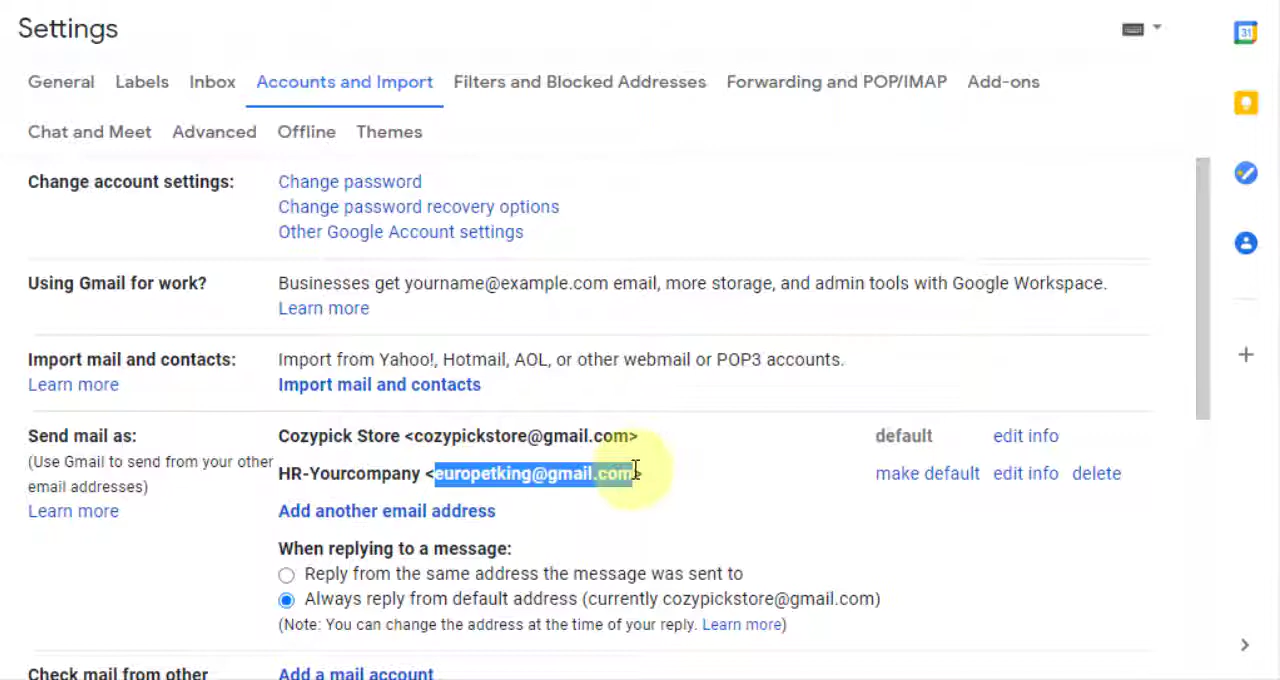 Settings
General Labels Inbox Accounts and Import Filters and Blocked Addresses Forwarding and POP/IMAP Add-ons
Chat and Meet Advanced Offline Themes
Change account settings: Change password
Change password recovery options
Other Google Account settings
Using Gmail for work? Businesses get yourname@example.com email, more storage, and admin tools with Google Workspace.
Learn more
Import mail and contacts: Import from Yahoo!, Hotmail, AOL, or other webmail or POP3 accounts.
Learn more Import mail and contacts
Send mail as: Cozypick Store <cozypickstore@gmail.com> default edit info
(Use Gmail to send from your other
email addresses)
Learn more
HR-Yourcompany <europetking@gmail.com> make default edit info delete
Add another email address
When replying to a message:
Reply from the same address the message was sent to
Always reply from default address (currently cozypickstore@gmail.com)
(Note: You can change the address at the time of your reply. Learn more)
Check mail from other Add a mail account
31